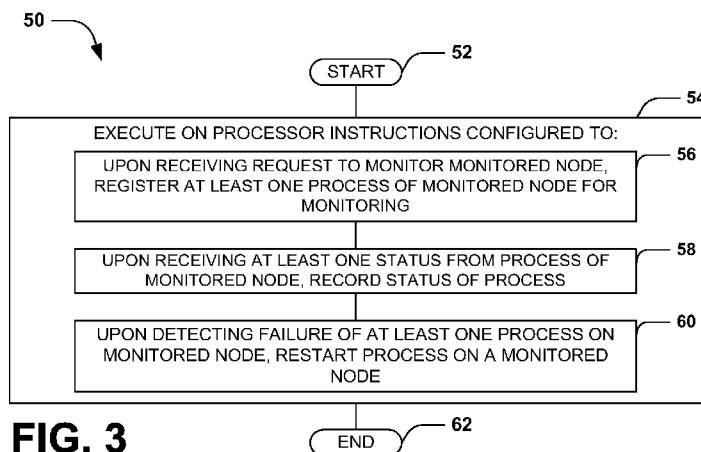 50
52
START
54
EXECUTE ON PROCESSOR INSTRUCTIONS CONFIGURED TO:
56
UPON RECEIVING REQUEST TO MONITOR MONITORED NODE,
REGISTER AT LEAST ONE PROCESS OF MONITORED NODE FOR
MONITORING
58
UPON RECEIVING AT LEAST ONE STATUS FROM PROCESS OF
MONITORED NODE, RECORD STATUS OF PROCESS
60
UPON DETECTING FAILURE OF AT LEAST ONE PROCESS ON
MONITORED NODE, RESTART PROCESS ON A MONITORED
NODE
62
END
FIG. 3